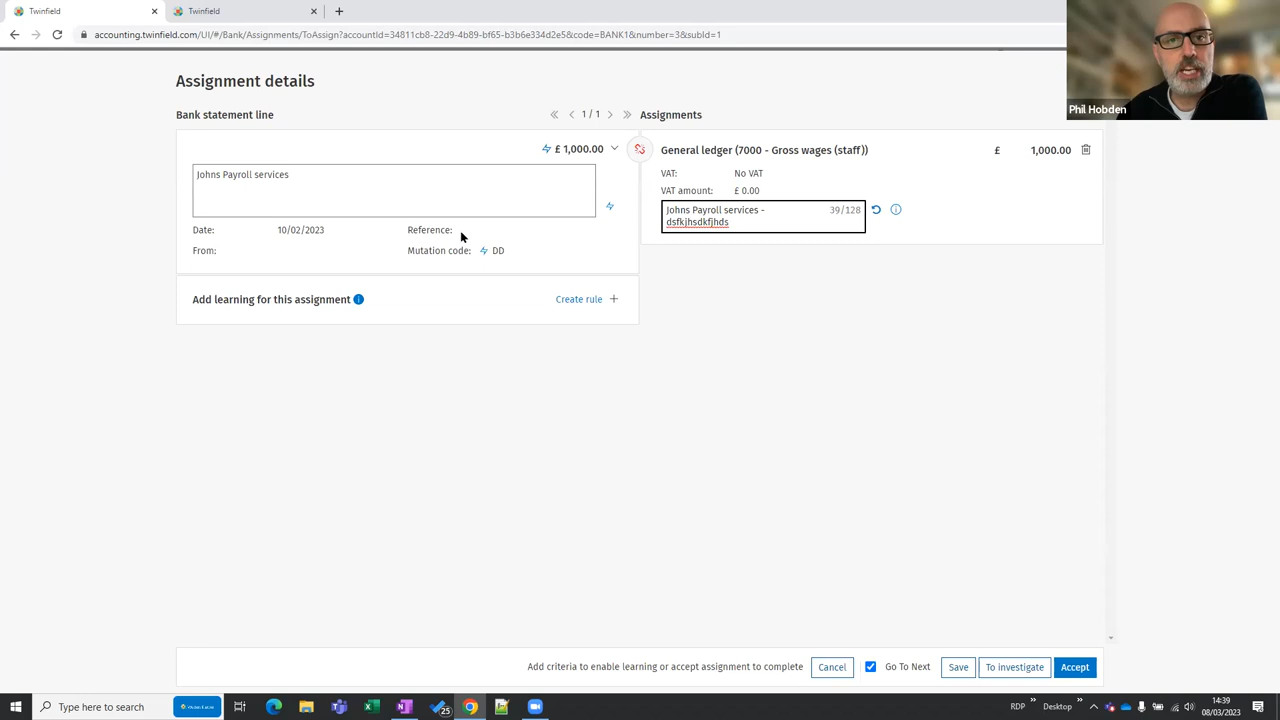 Twinfield
Twinfield
accounting.twinfield.com/UI/#/Bank/Assignments/ToAssign?accountId=34811cb8-22d9-4b89-bf65-b3b6e334d2e5&code=BANK1&number=3&subId=1
Phil Hobden
Assignment details
Bank statement line
1 / 1
Assignments
£ 1,000.00
General ledger (7000 - Gross wages (staff))
£ 1,000.00
Johns Payroll services
VAT: No VAT
VAT amount: £ 0.00
Johns Payroll services -
39/128
dsfkjhsdkfjhds
Date: 10/02/2023
Reference:
From:
Mutation code: DD
Add learning for this assignment
Create rule +
Add criteria to enable learning or accept assignment to complete
Cancel
Go To Next
Save
To investigate
Accept
Type here to search
25
RDP
Desktop
14:39
08/03/2023